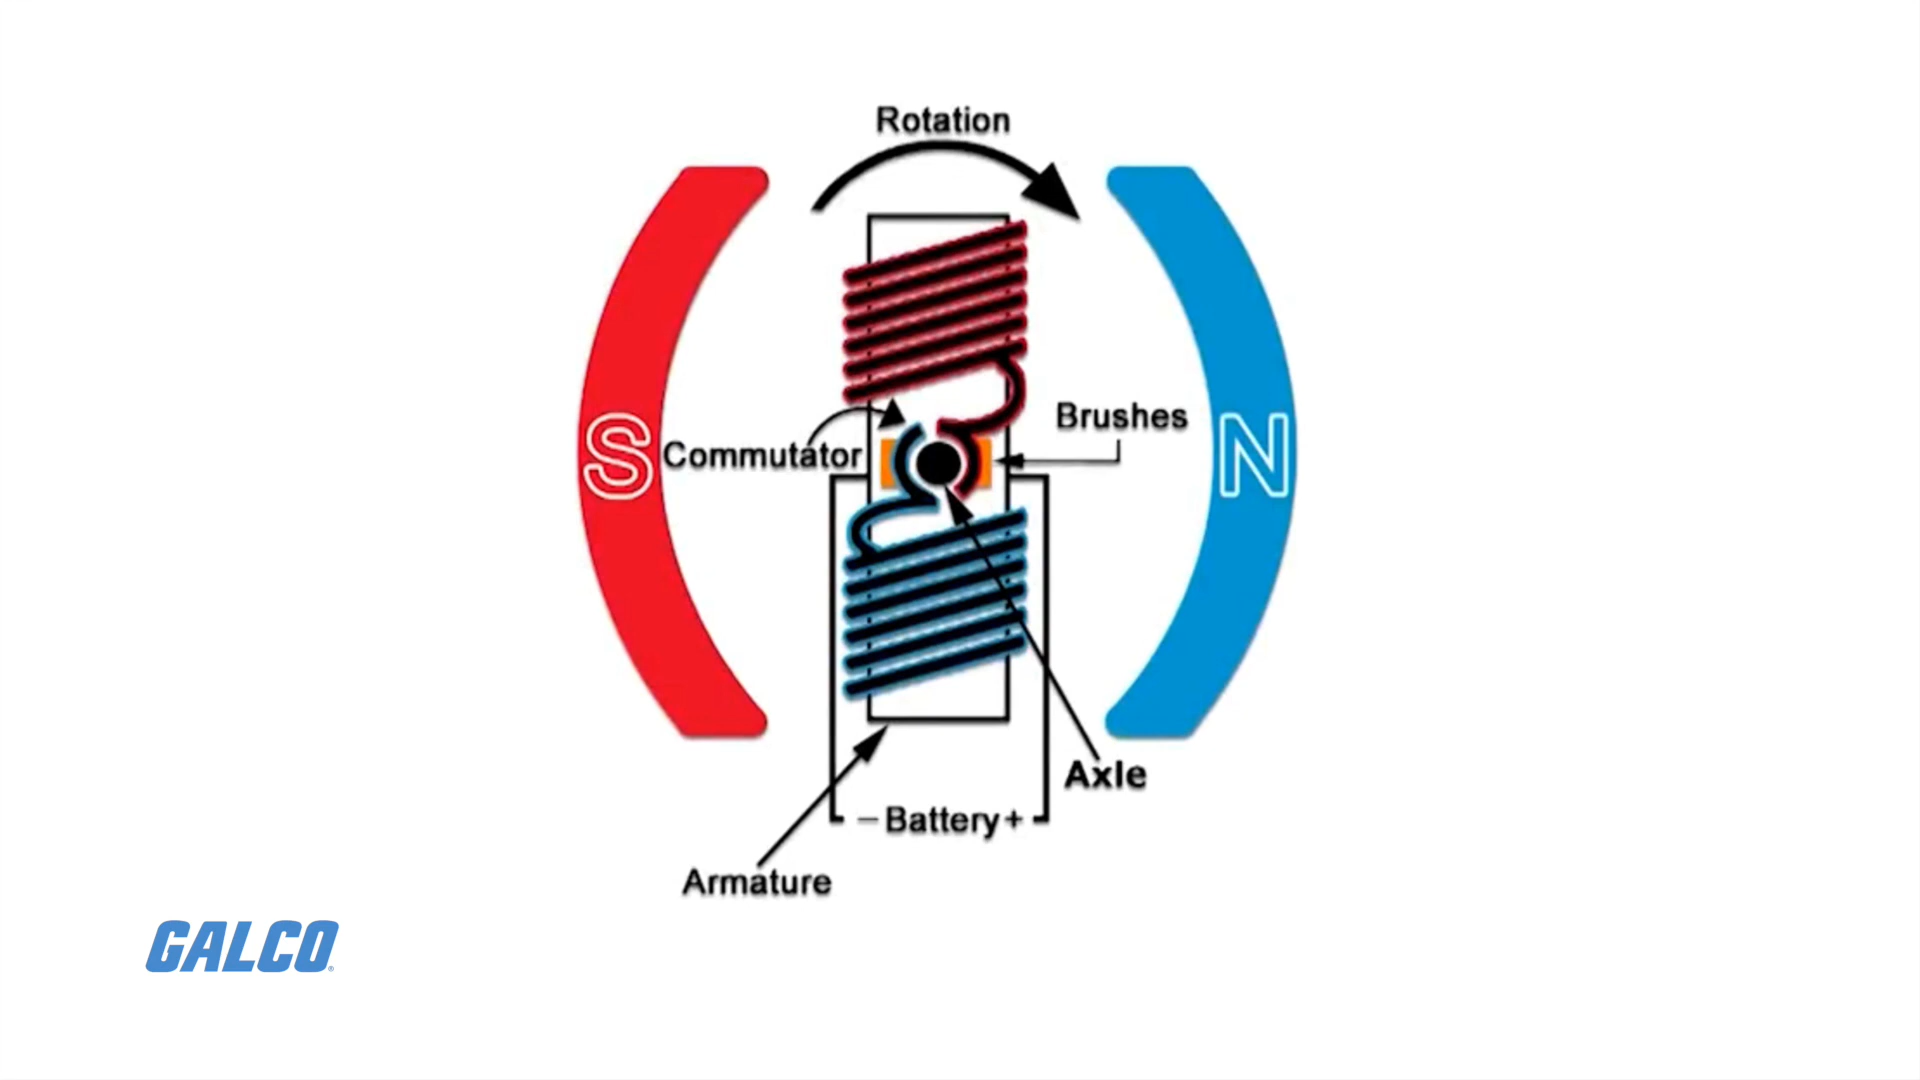 Rotation
Brushes
S
Commutator
N
Axle
−Battery+
Armature
GALCO®